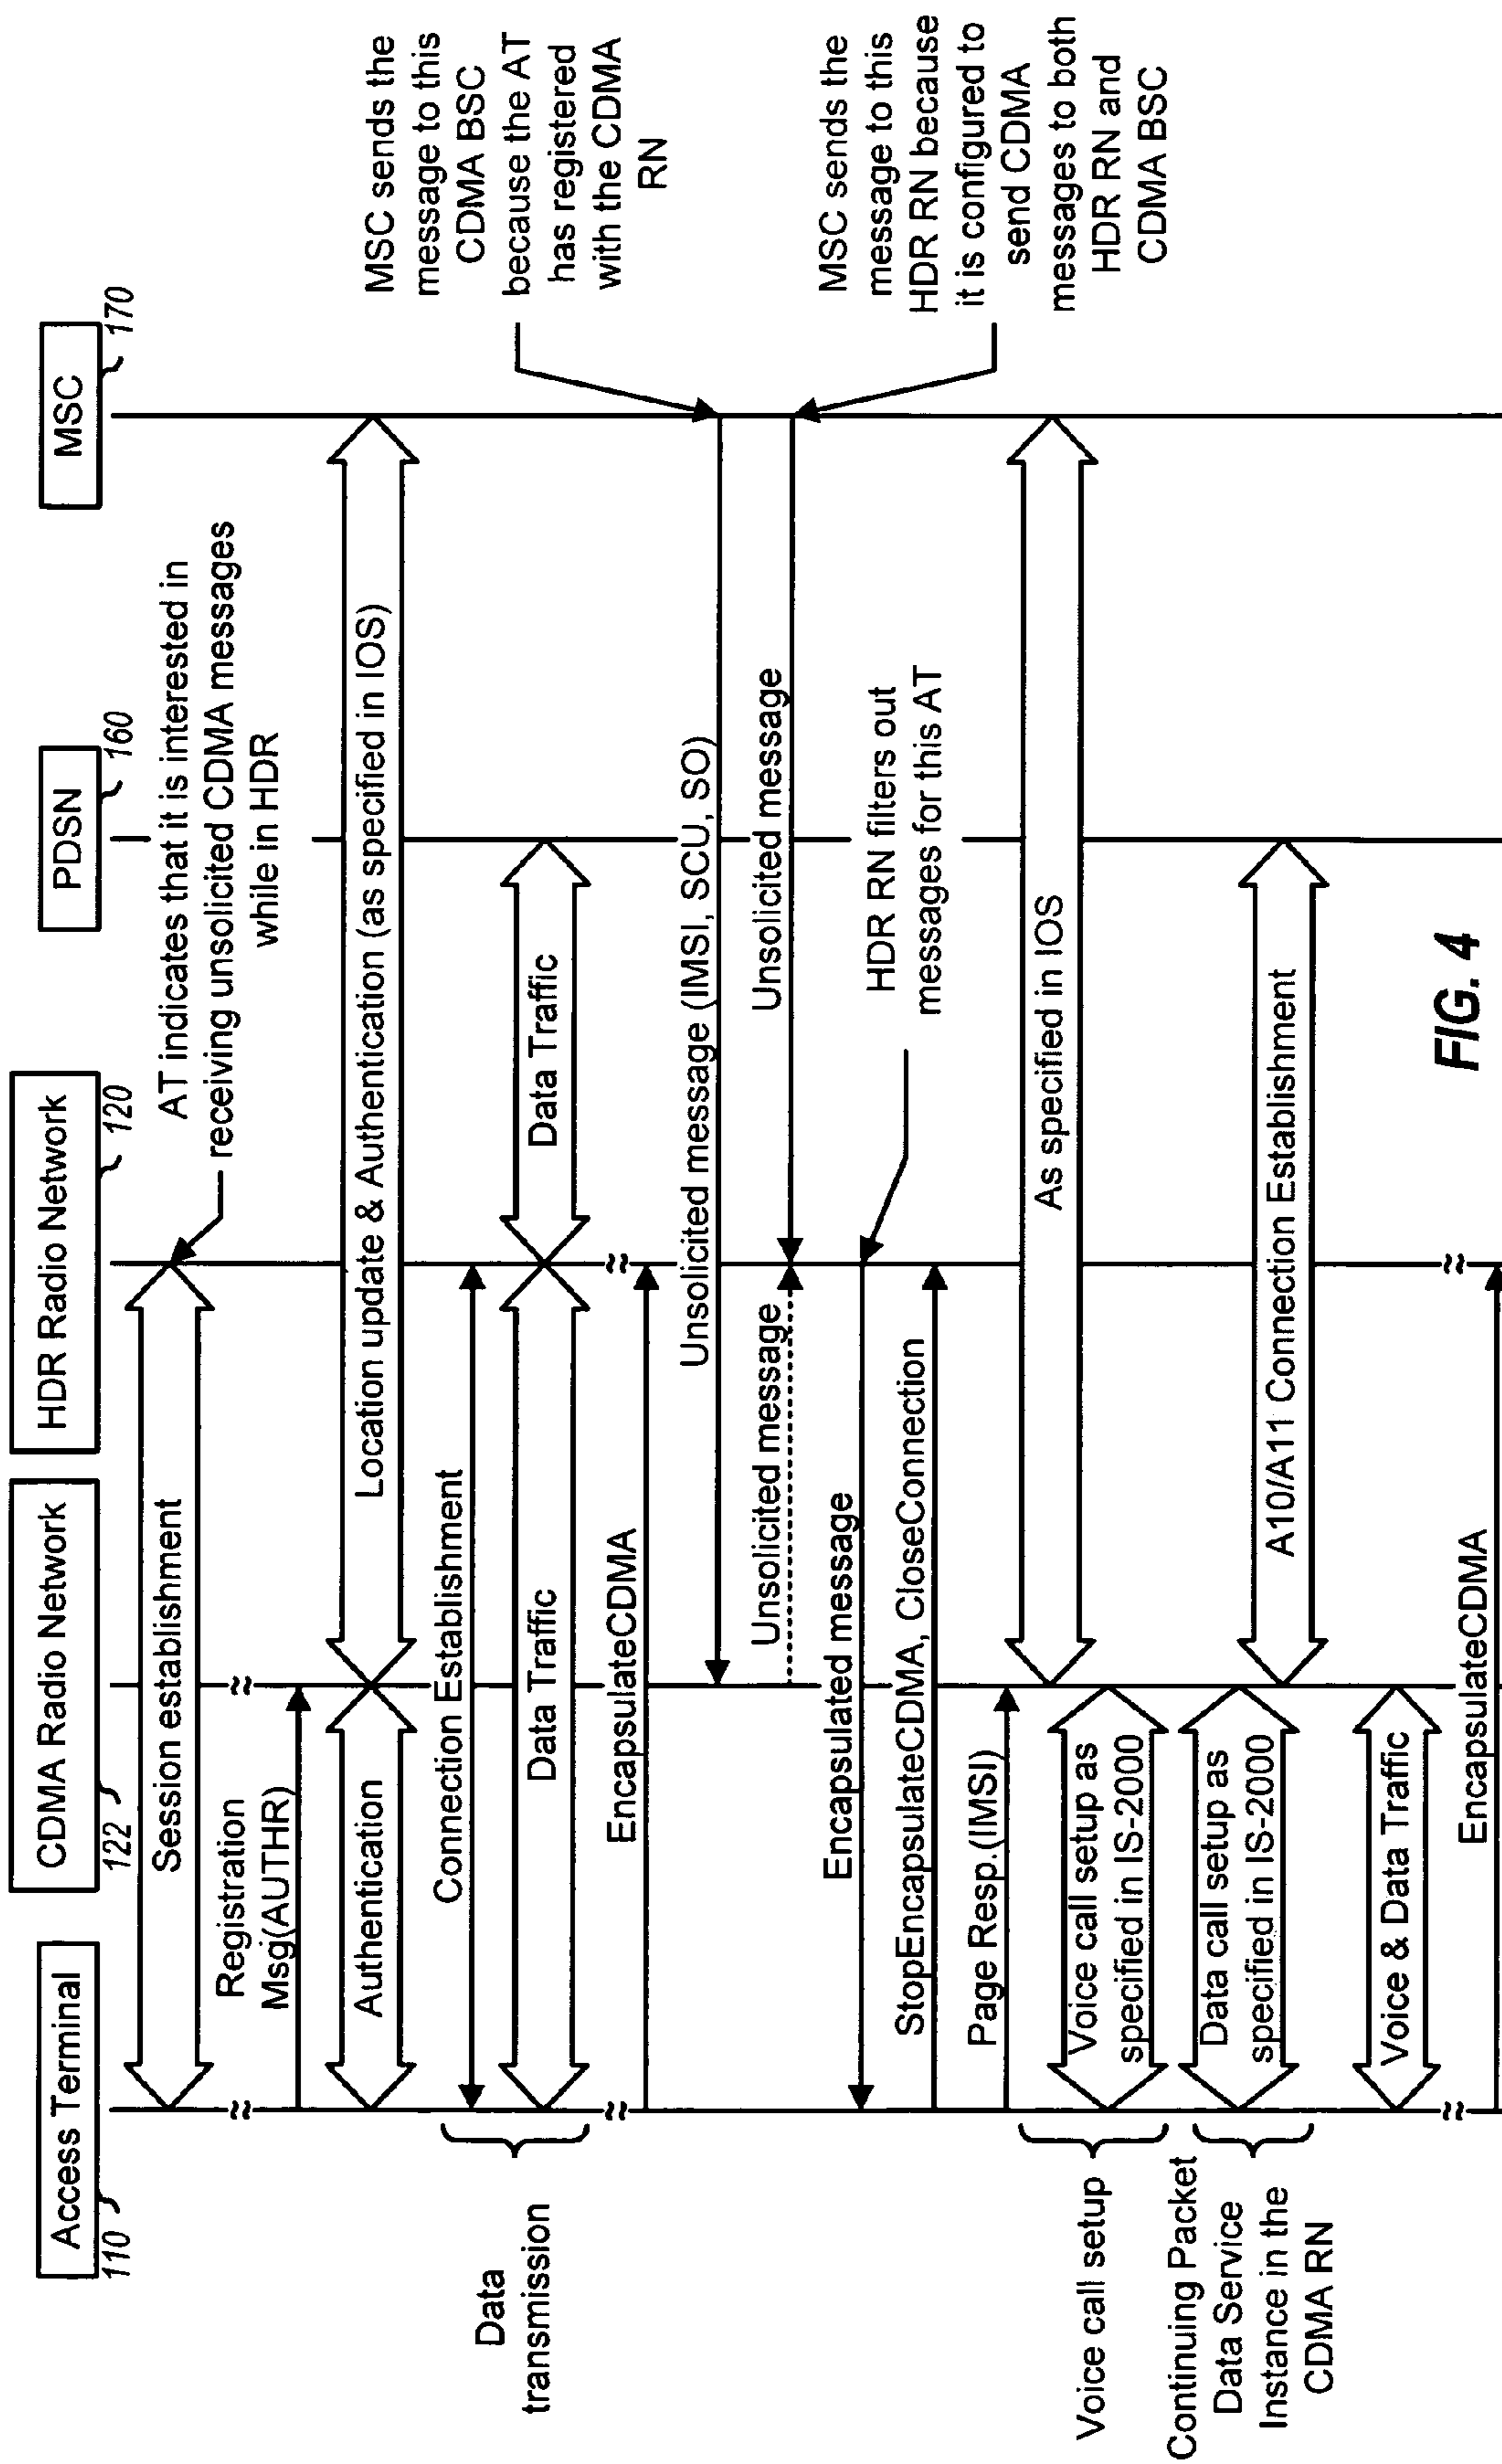 Access Terminal
110
CDMA Radio Network
122
HDR Radio Network
120
PDSN
160
MSC
170
Session establishment
AT indicates that it is interested in
receiving unsolicited CDMA messages
while in HDR
Registration
Msg(AUTHR)
Authentication
Location update & Authentication (as specified in IOS)
Data
transmission
Connection Establishment
Data Traffic
Data Traffic
EncapsulateCDMA
MSC sends the
message to this
CDMA BSC
because the AT
has registered
with the CDMA
RN
Unsolicited message (IMSI, SCU, SO)
Unsolicited message
Unsolicited message
MSC sends the
message to this
HDR RN because
it is configured to
send CDMA
messages to both
HDR RN and
CDMA BSC
Encapsulated message
HDR RN filters out
messages for this AT
StopEncapsulateCDMA, CloseConnection
Page Resp.(IMSI)
Voice call setup
Voice call setup as
specified in IS-2000
As specified in IOS
Continuing Packet
Data Service
Instance in the
CDMA RN
Data call setup as
specified in IS-2000
A10/A11 Connection Establishment
Voice & Data Traffic
EncapsulateCDMA
FIG. 4